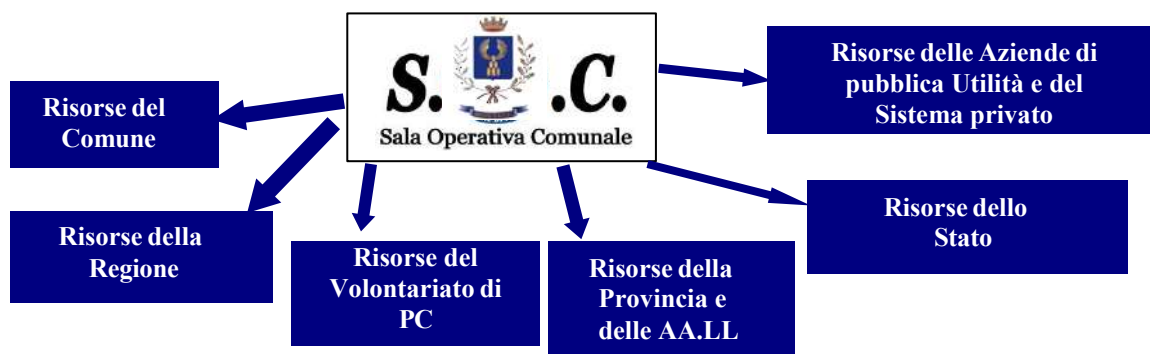 S. .C.
Sala Operativa Comunale
Risorse delle Aziende di
pubblica Utilità e del
Sistema privato
Risorse del
Comune
Risorse della
Regione
Risorse del
Volontariato di
PC
Risorse della
Provincia e
delle AA.LL
Risorse dello
Stato